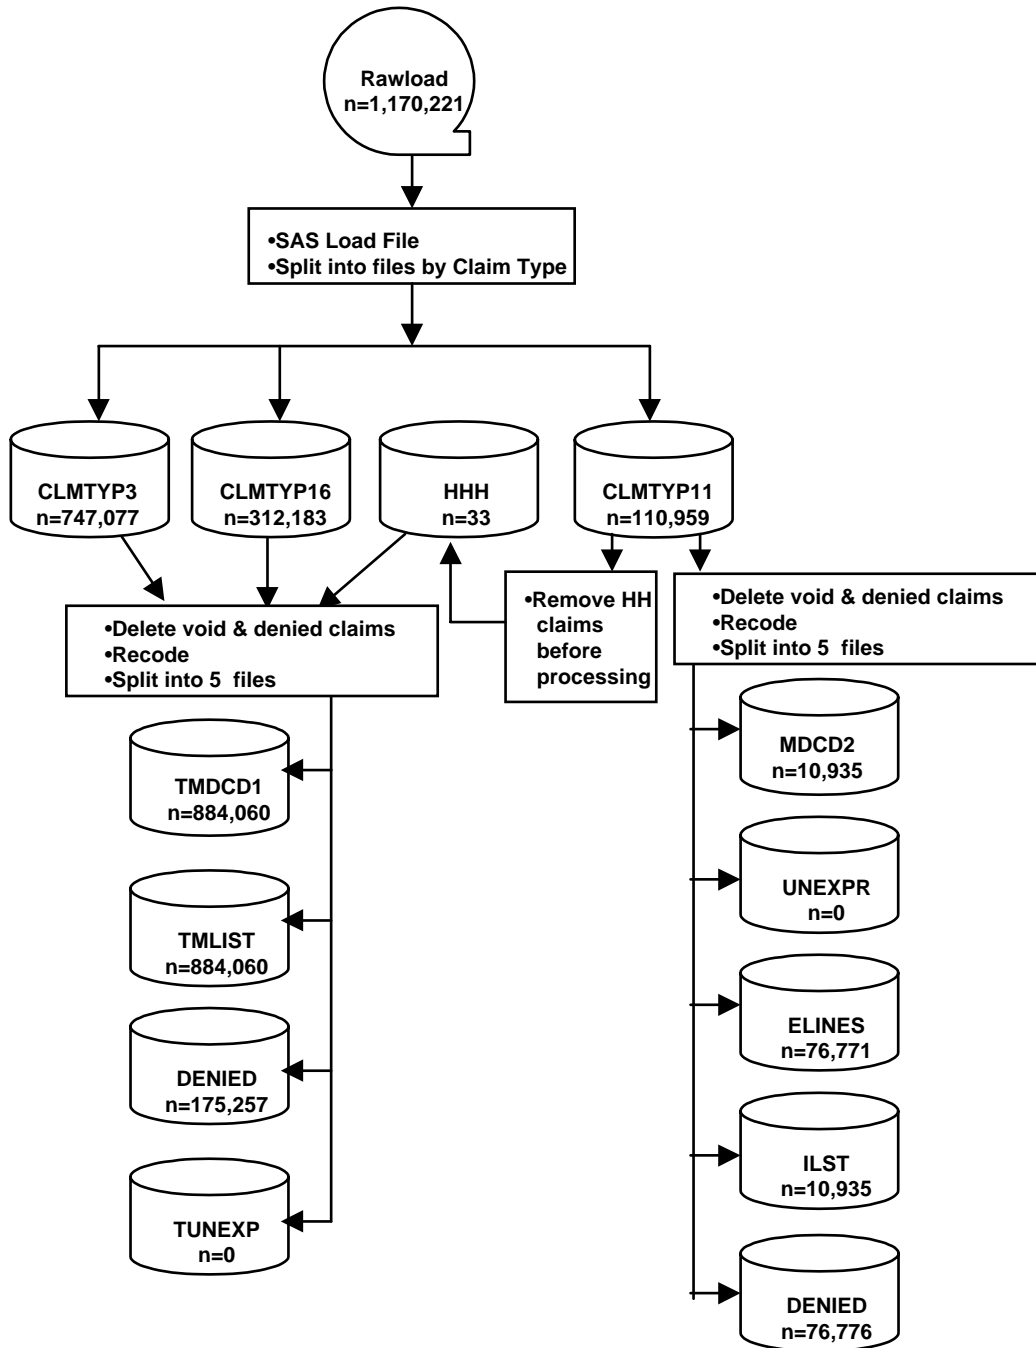 Rawload
n=1,170,221
•SAS Load File
•Split into files by Claim Type
CLMTYP3
n=747,077
CLMTYP16
n=312,183
HHH
n=33
CLMTYP11
n=110,959
•Delete void & denied claims
•Recode
•Split into 5 files
•Remove HH
claims
before
processing
•Delete void & denied claims
•Recode
•Split into 5 files
TMDCD1
n=884,060
TMLIST
n=884,060
DENIED
n=175,257
TUNEXP
n=0
MDCD2
n=10,935
UNEXPR
n=0
ELINES
n=76,771
ILST
n=10,935
DENIED
n=76,776